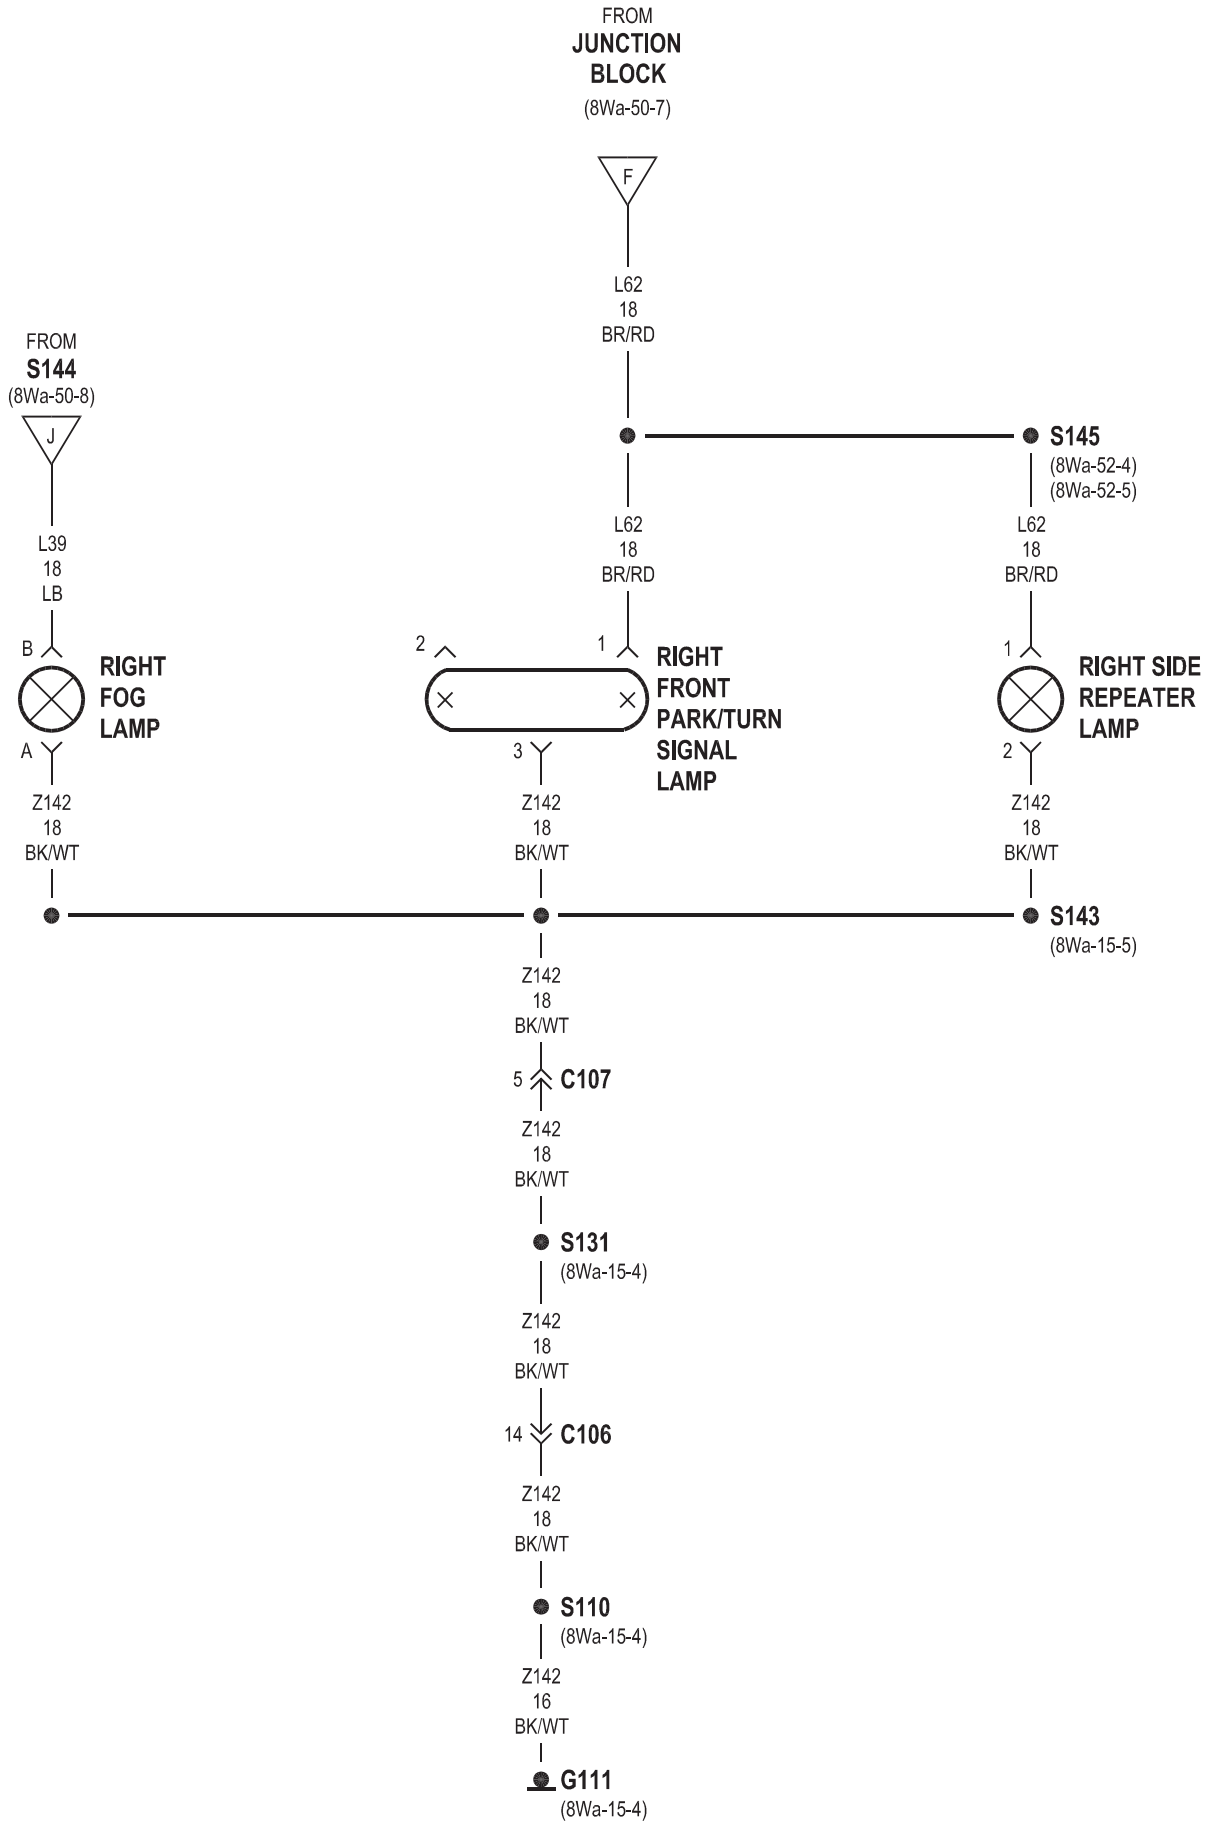 FROM
JUNCTION
BLOCK
(8Wa-50-7)
F
L62
18
BR/RD
FROM
S144
(8Wa-50-8)
J
S145
(8Wa-52-4)
(8Wa-52-5)
L39
18
LB
L62
18
BR/RD
L62
18
BR/RD
B
RIGHT
FOG
LAMP
A
2
1
RIGHT
FRONT
PARK/TURN
SIGNAL
LAMP
3
1
RIGHT SIDE
REPEATER
LAMP
2
Z142
18
BK/WT
Z142
18
BK/WT
Z142
18
BK/WT
S143
(8Wa-15-5)
Z142
18
BK/WT
5
C107
Z142
18
BK/WT
S131
(8Wa-15-4)
Z142
18
BK/WT
14
C106
Z142
18
BK/WT
S110
(8Wa-15-4)
Z142
16
BK/WT
G111
(8Wa-15-4)